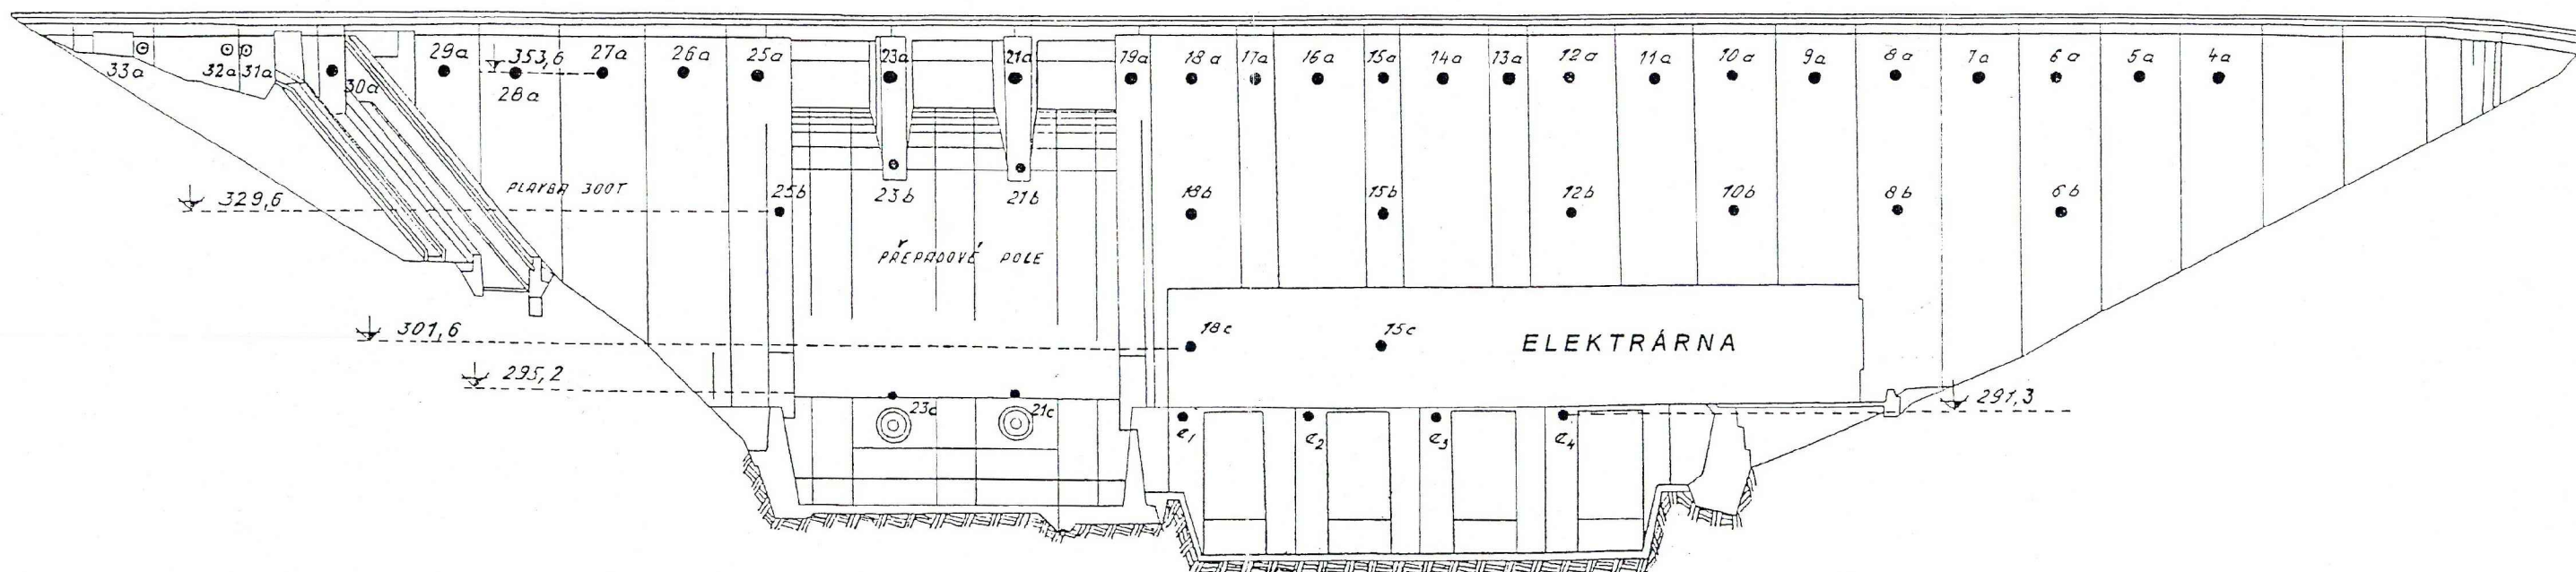 33a
32a
31a
30a
29a
353,6
28a
27a
26a
25a
23a
21a
19a
18a
17a
16a
15a
14a
13a
12a
11a
10a
9a
8a
7a
6a
5a
4a
329,6
PLAVBA 300T
25b
23b
21b
18b
15b
12b
10b
8b
6b
PŘEPADOVÉ POLE
301,6
18c
15c
ELEKTRÁRNA
295,2
23c
21c
291,3
e1
e2
e3
e4